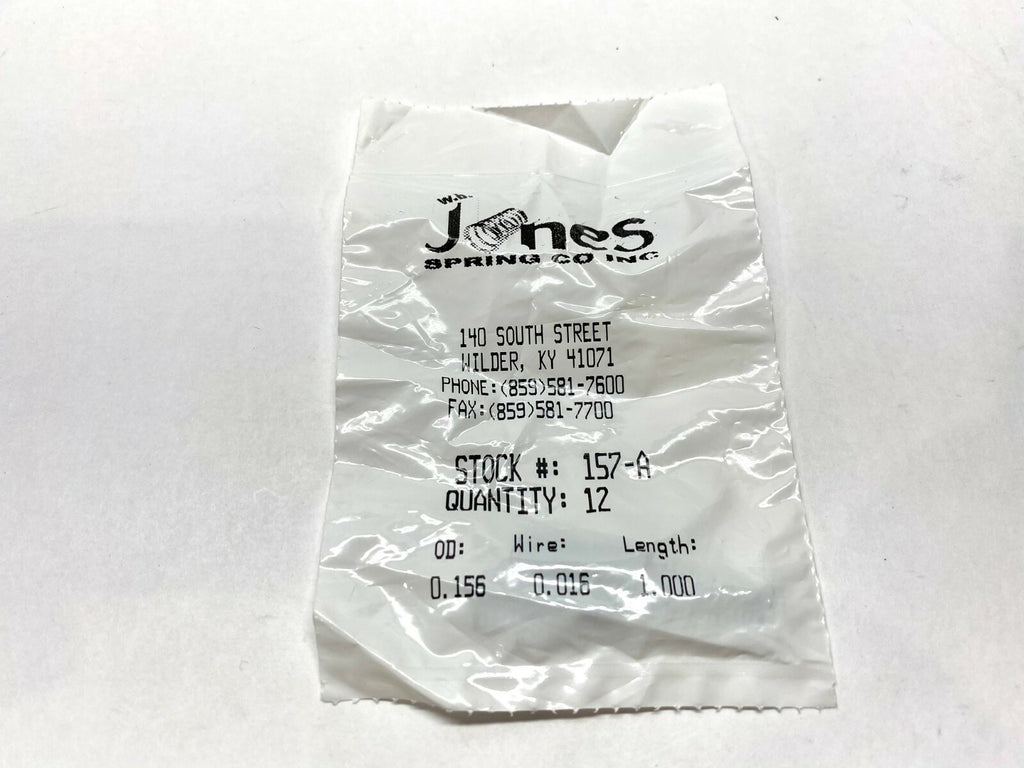 W.B.
Jones
SPRING CO INC
140 SOUTH STREET
WILDER, KY 41071
PHONE:(859)581-7600
FAX:(859)581-7700
STOCK #: 157-A
QUANTITY: 12
OD: Wire: Length:
0.156 0.016 1.000